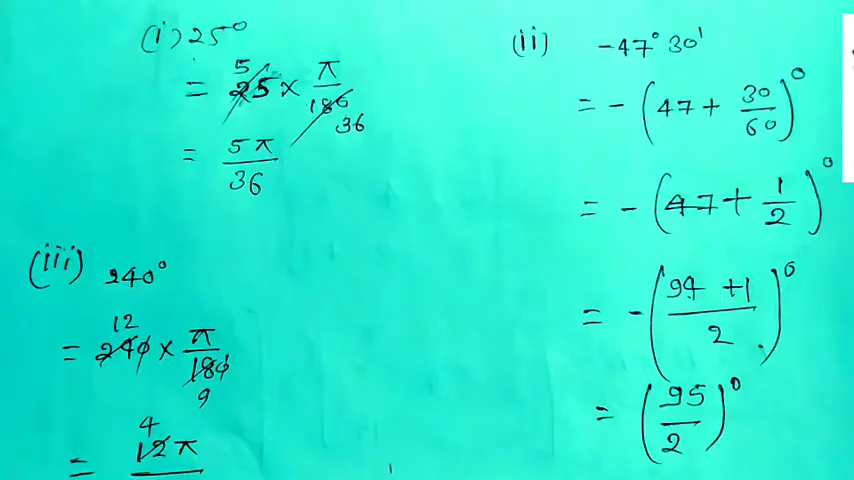 (i) 25°
= 25 × π/180
5
36
= 5π/36
(ii) -47° 30'
= - (47 + 30/60)°
= - (47 + 1/2)°
= - (94 + 1/2)°
= (95/2)°
(iii) 240°
12
= 240 × π/180
9
4
= 12π